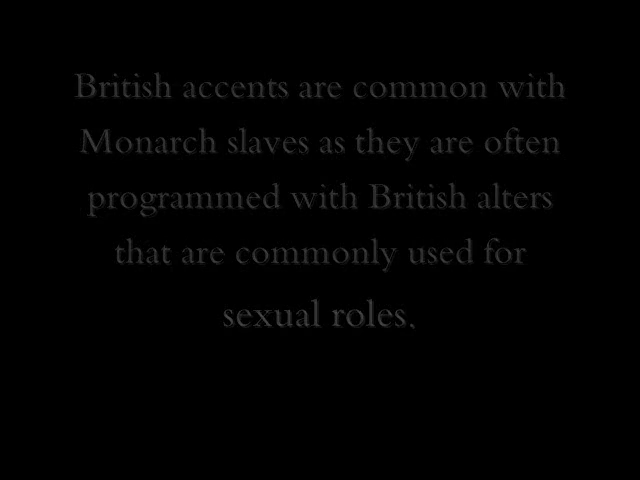 British accents are common with
Monarch slaves as they are often
programmed with British alters
that are commonly used for
sexual roles.